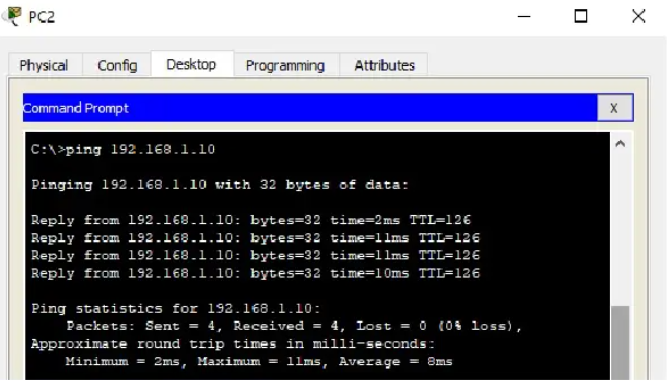 PC2
Physical Config Desktop Programming Attributes
Command Prompt X
C:\>ping 192.168.1.10
Pinging 192.168.1.10 with 32 bytes of data:
Reply from 192.168.1.10: bytes=32 time=2ms TTL=126
Reply from 192.168.1.10: bytes=32 time=11ms TTL=126
Reply from 192.168.1.10: bytes=32 time=11ms TTL=126
Reply from 192.168.1.10: bytes=32 time=10ms TTL=126
Ping statistics for 192.168.1.10:
Packets: Sent = 4, Received = 4, Lost = 0 (0% loss),
Approximate round trip times in milli-seconds:
Minimum = 2ms, Maximum = 11ms, Average = 8ms